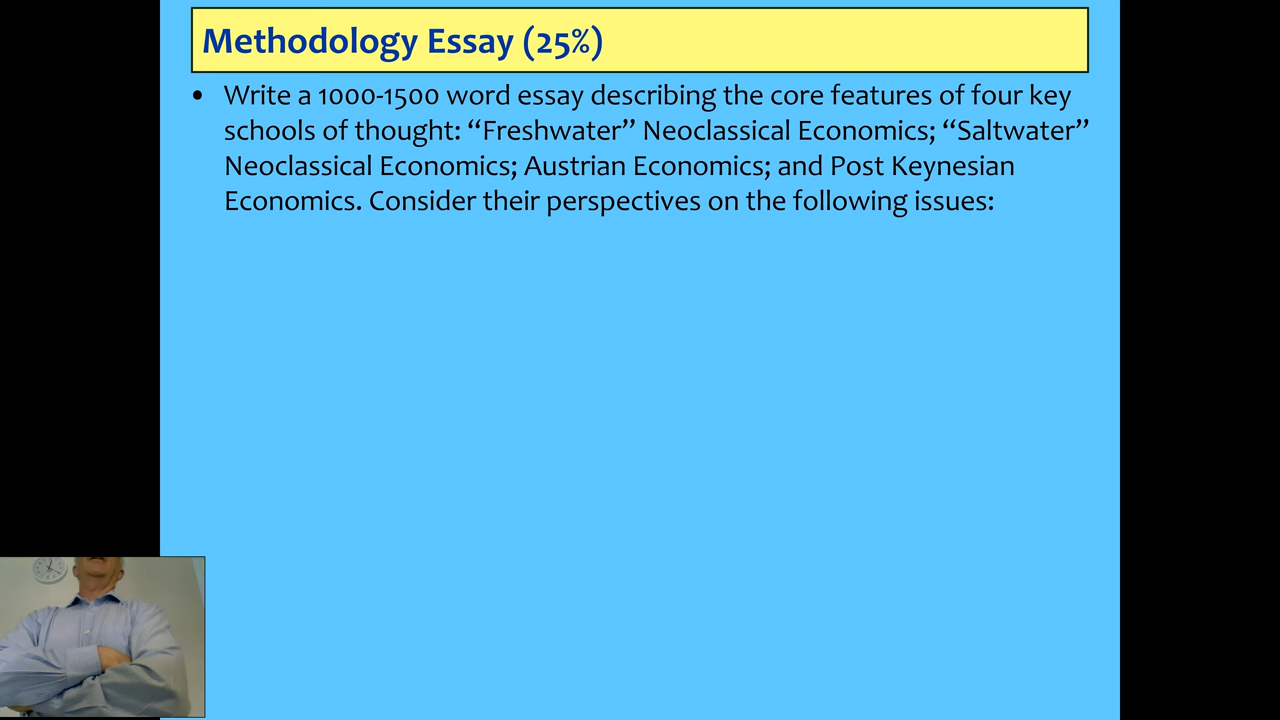 Methodology Essay (25%)
• Write a 1000-1500 word essay describing the core features of four key
schools of thought: “Freshwater” Neoclassical Economics; “Saltwater”
Neoclassical Economics; Austrian Economics; and Post Keynesian
Economics. Consider their perspectives on the following issues: